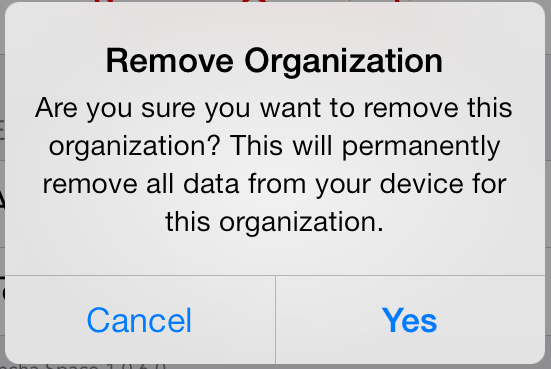 Remove Organization
Are you sure you want to remove this
organization? This will permanently
remove all data from your device for
this organization.
Cancel
Yes